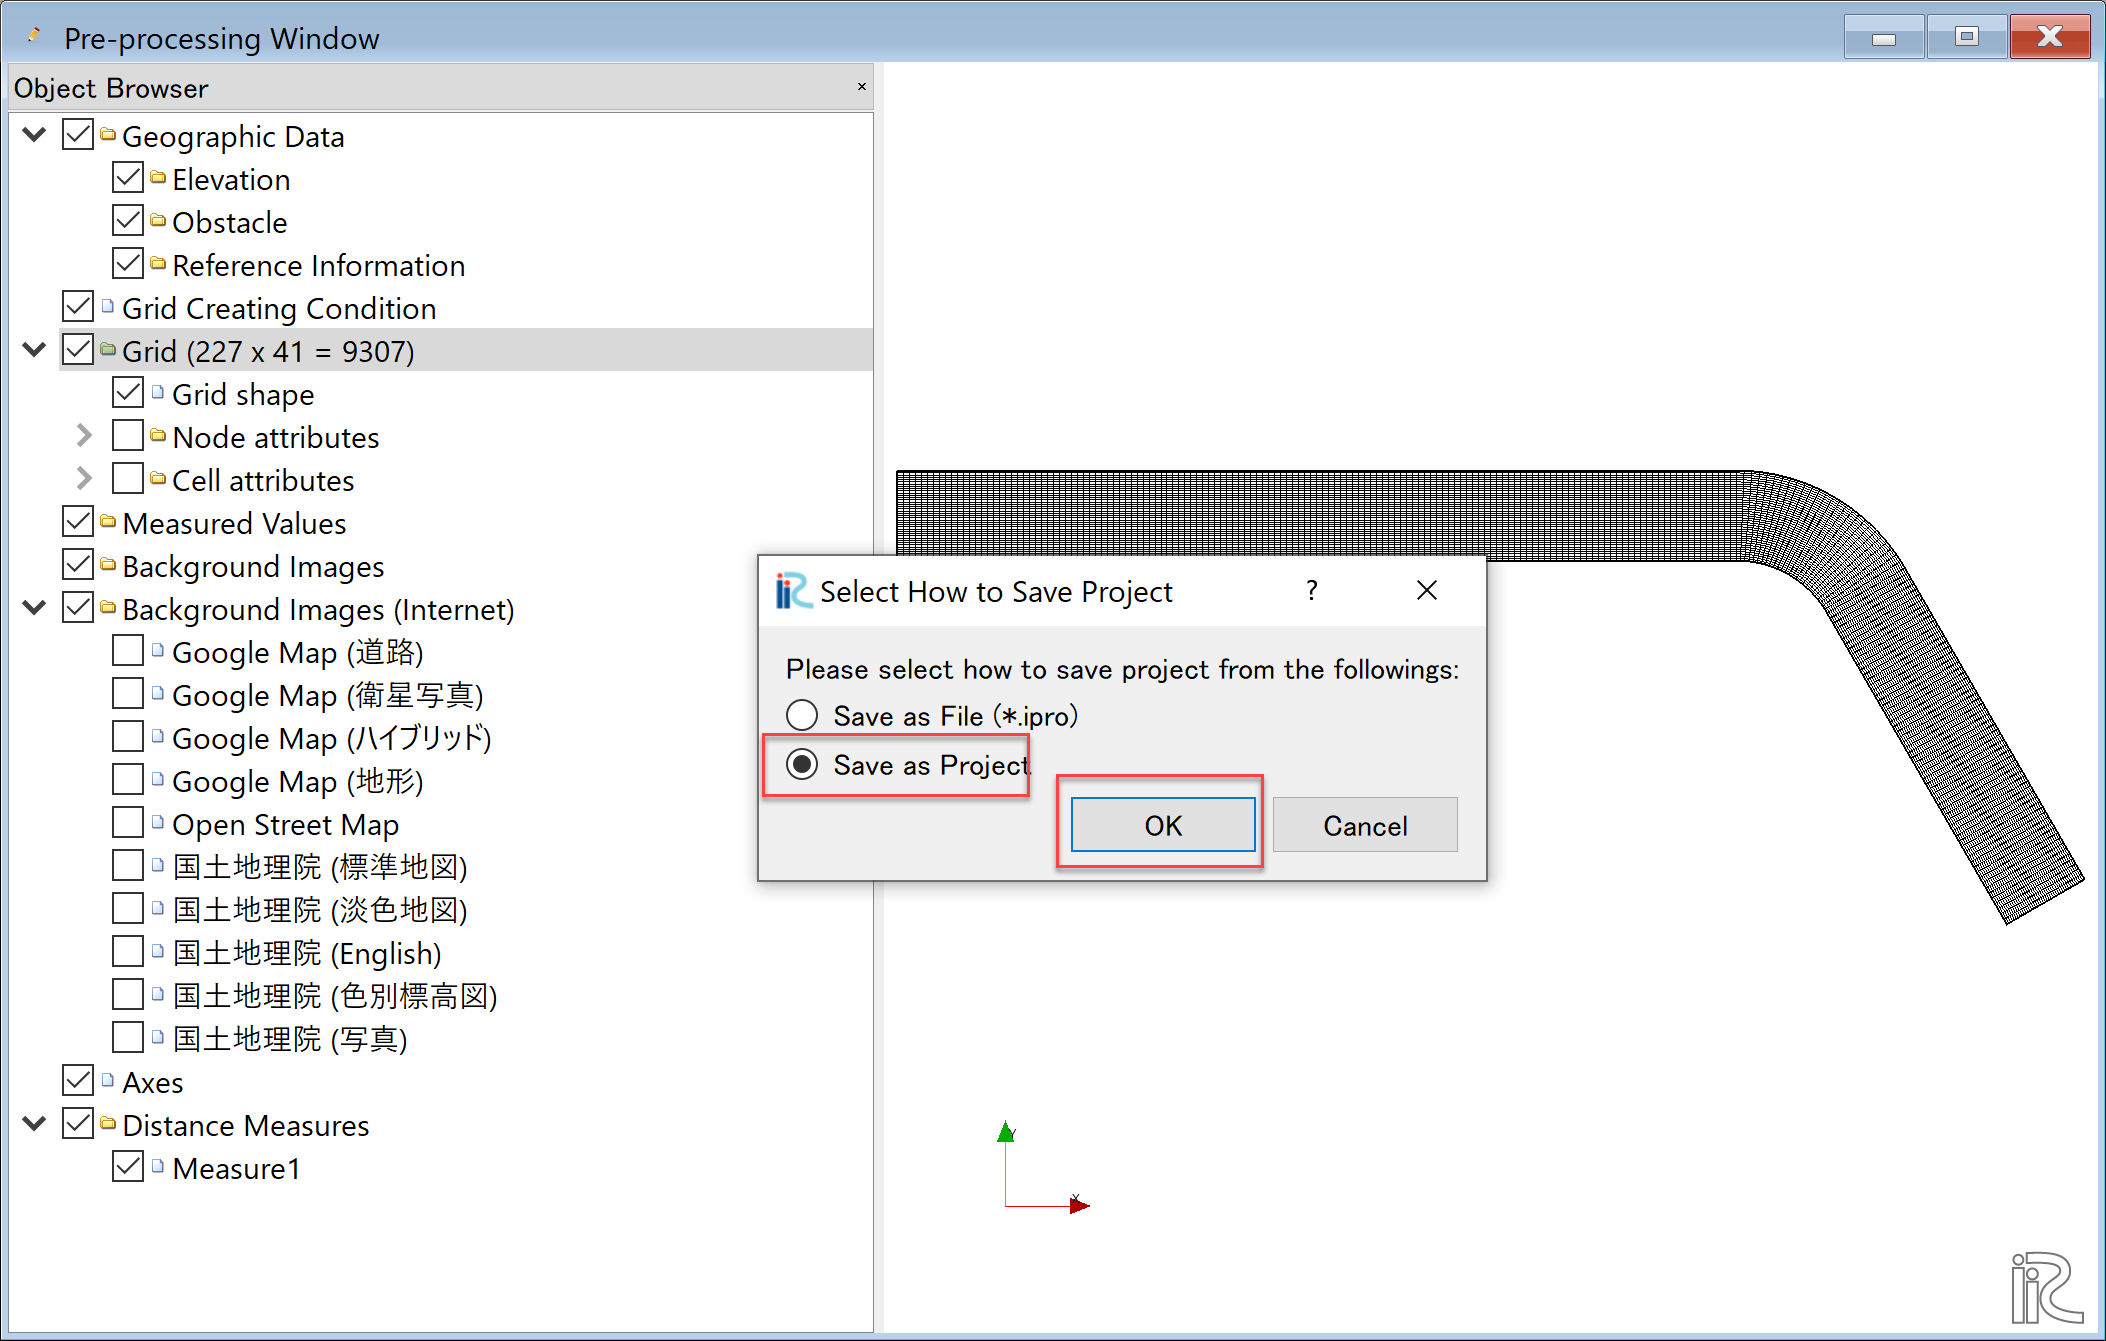 Pre-processing Window
Object Browser
Geographic Data
Elevation
Obstacle
Reference Information
Grid Creating Condition
Grid (227 x 41 = 9307)
Grid shape
Node attributes
Cell attributes
Measured Values
Background Images
Background Images (Internet)
Google Map (道路)
Google Map (衛星写真)
Google Map (ハイブリッド)
Google Map (地形)
Open Street Map
国土地理院 (標準地図)
国土地理院 (淡色地図)
国土地理院 (English)
国土地理院 (色別標高図)
国土地理院 (写真)
Axes
Distance Measures
Measure1
iRIC Select How to Save Project ?
Please select how to save project from the followings:
Save as File (*.ipro)
Save as Project
OK Cancel
Y
X
iRIC